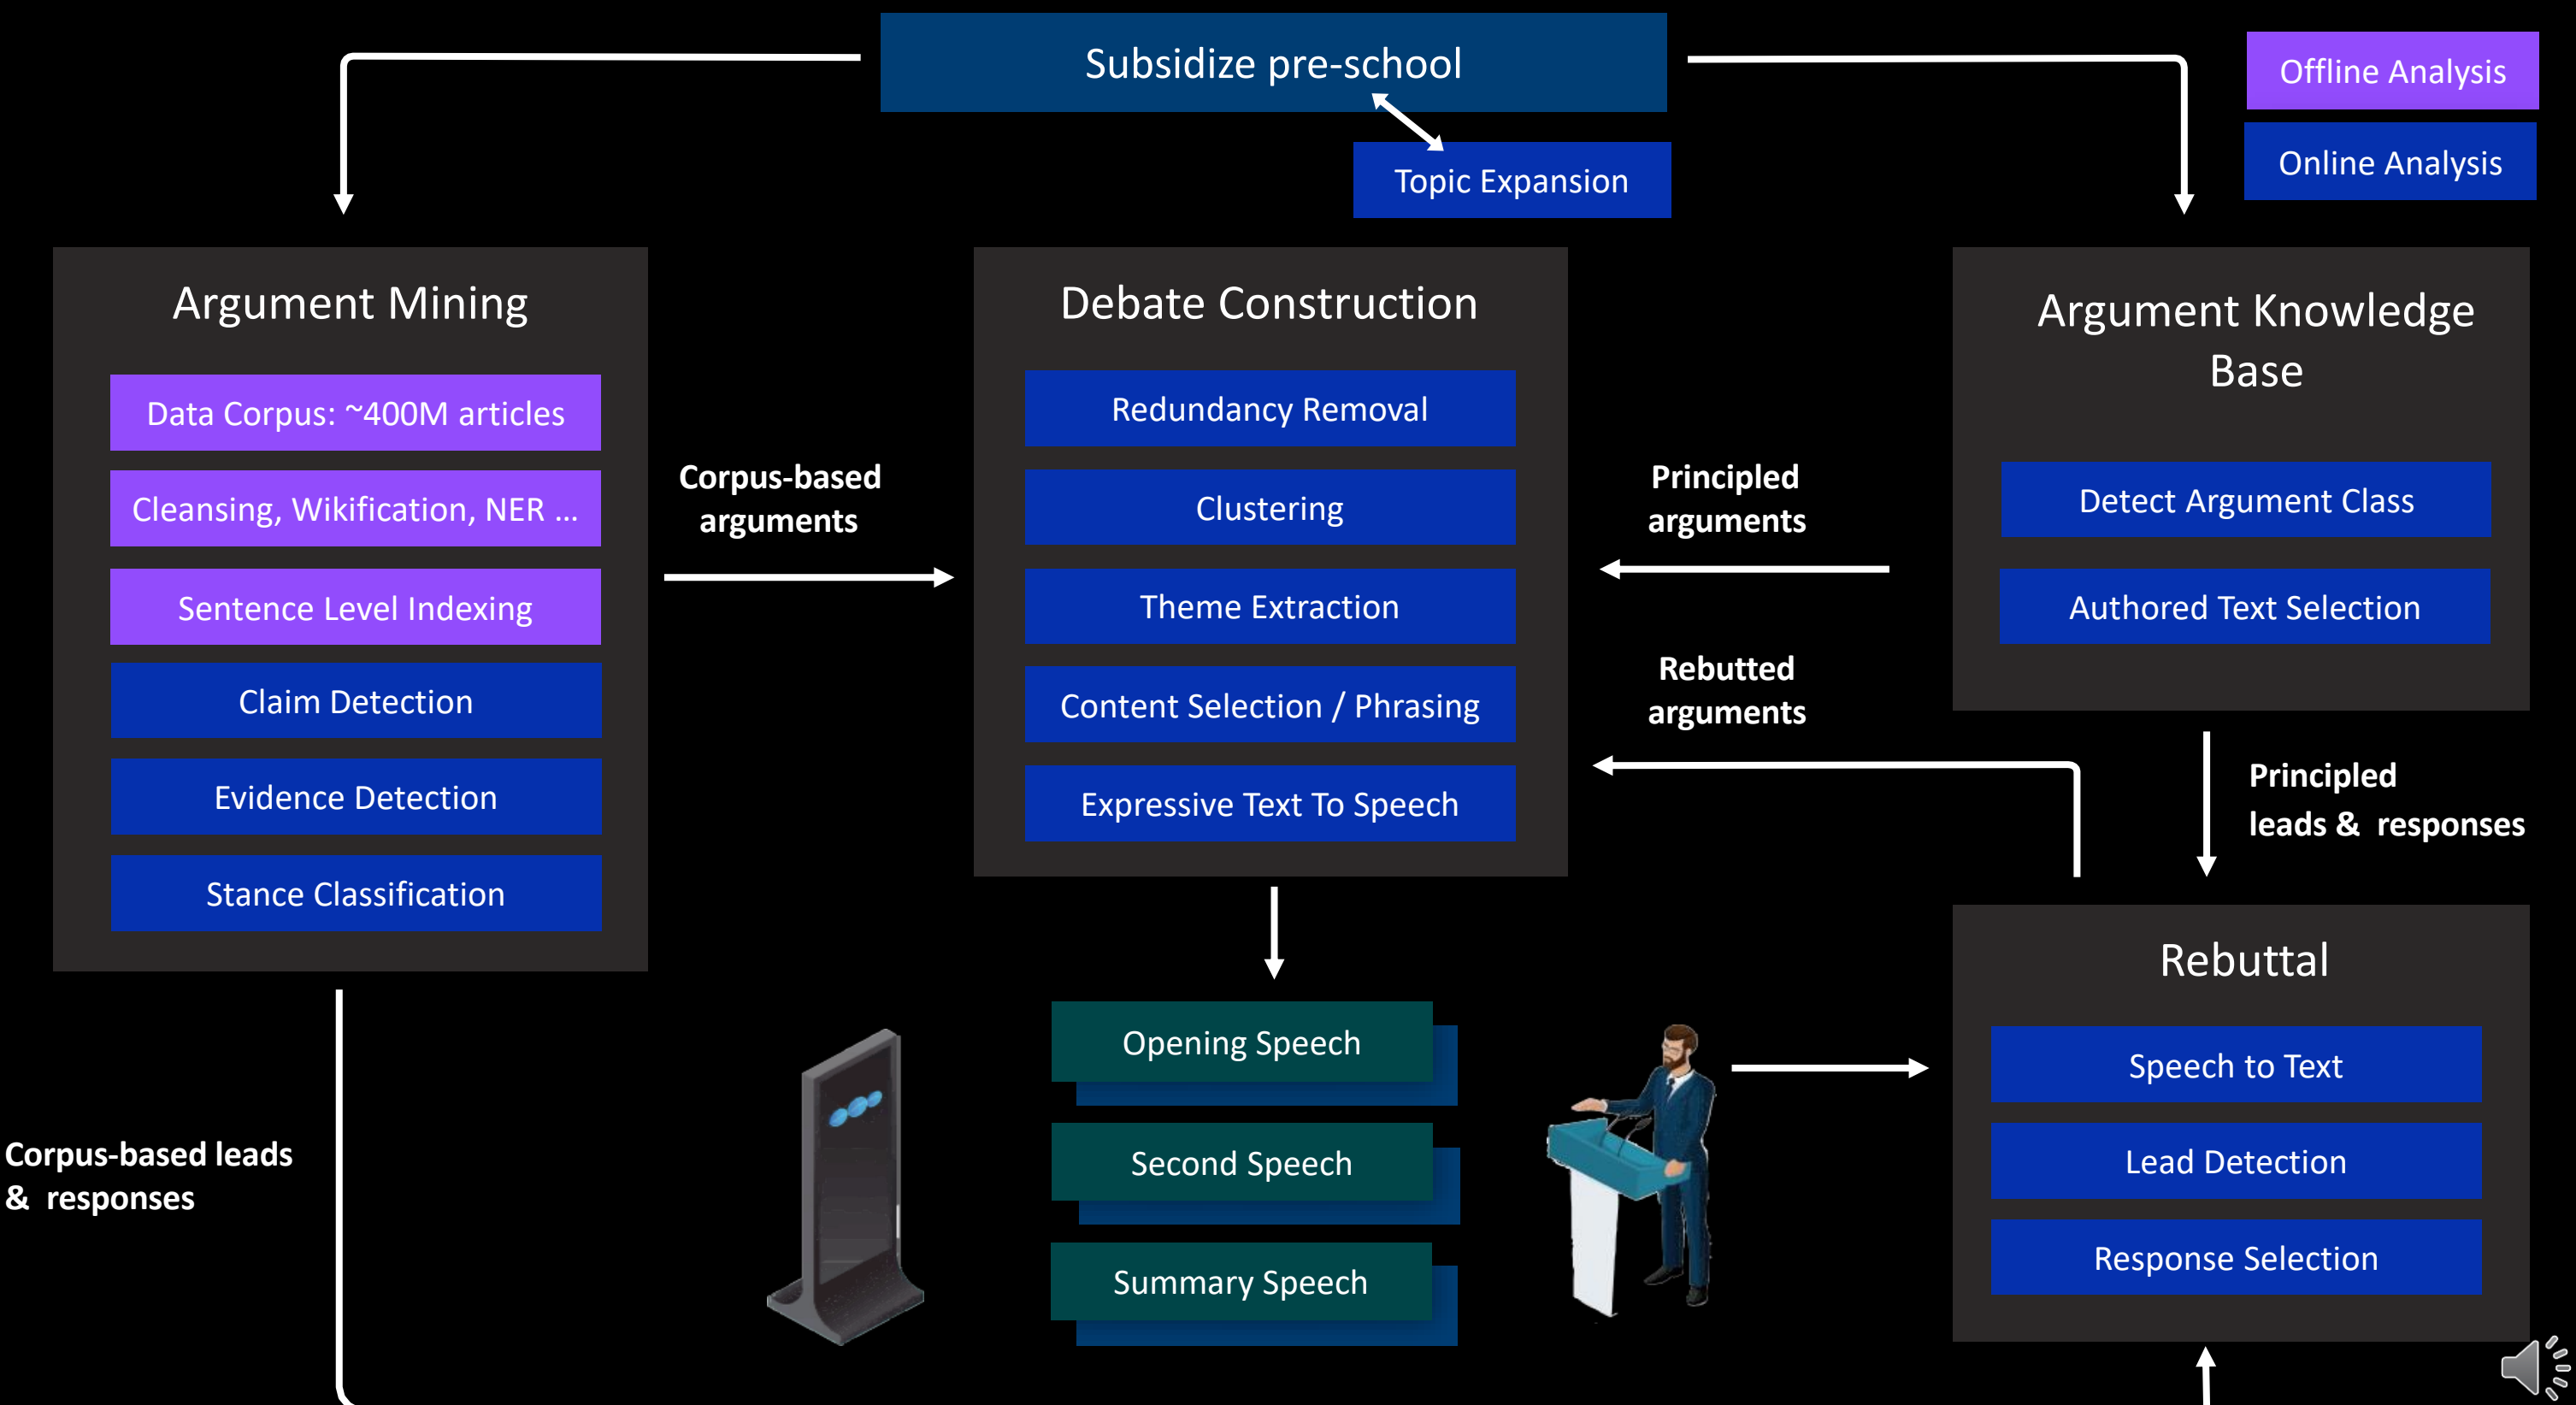 Subsidize pre-school
Topic Expansion
Offline Analysis
Online Analysis
Argument Mining
Data Corpus: ~400M articles
Cleansing, Wikification, NER ...
Sentence Level Indexing
Claim Detection
Evidence Detection
Stance Classification
Corpus-based
arguments
Debate Construction
Redundancy Removal
Clustering
Theme Extraction
Content Selection / Phrasing
Expressive Text To Speech
Principled
arguments
Rebutted
arguments
Argument Knowledge
Base
Detect Argument Class
Authored Text Selection
Principled
leads & responses
Rebuttal
Speech to Text
Lead Detection
Response Selection
Opening Speech
Second Speech
Summary Speech
Corpus-based leads
& responses